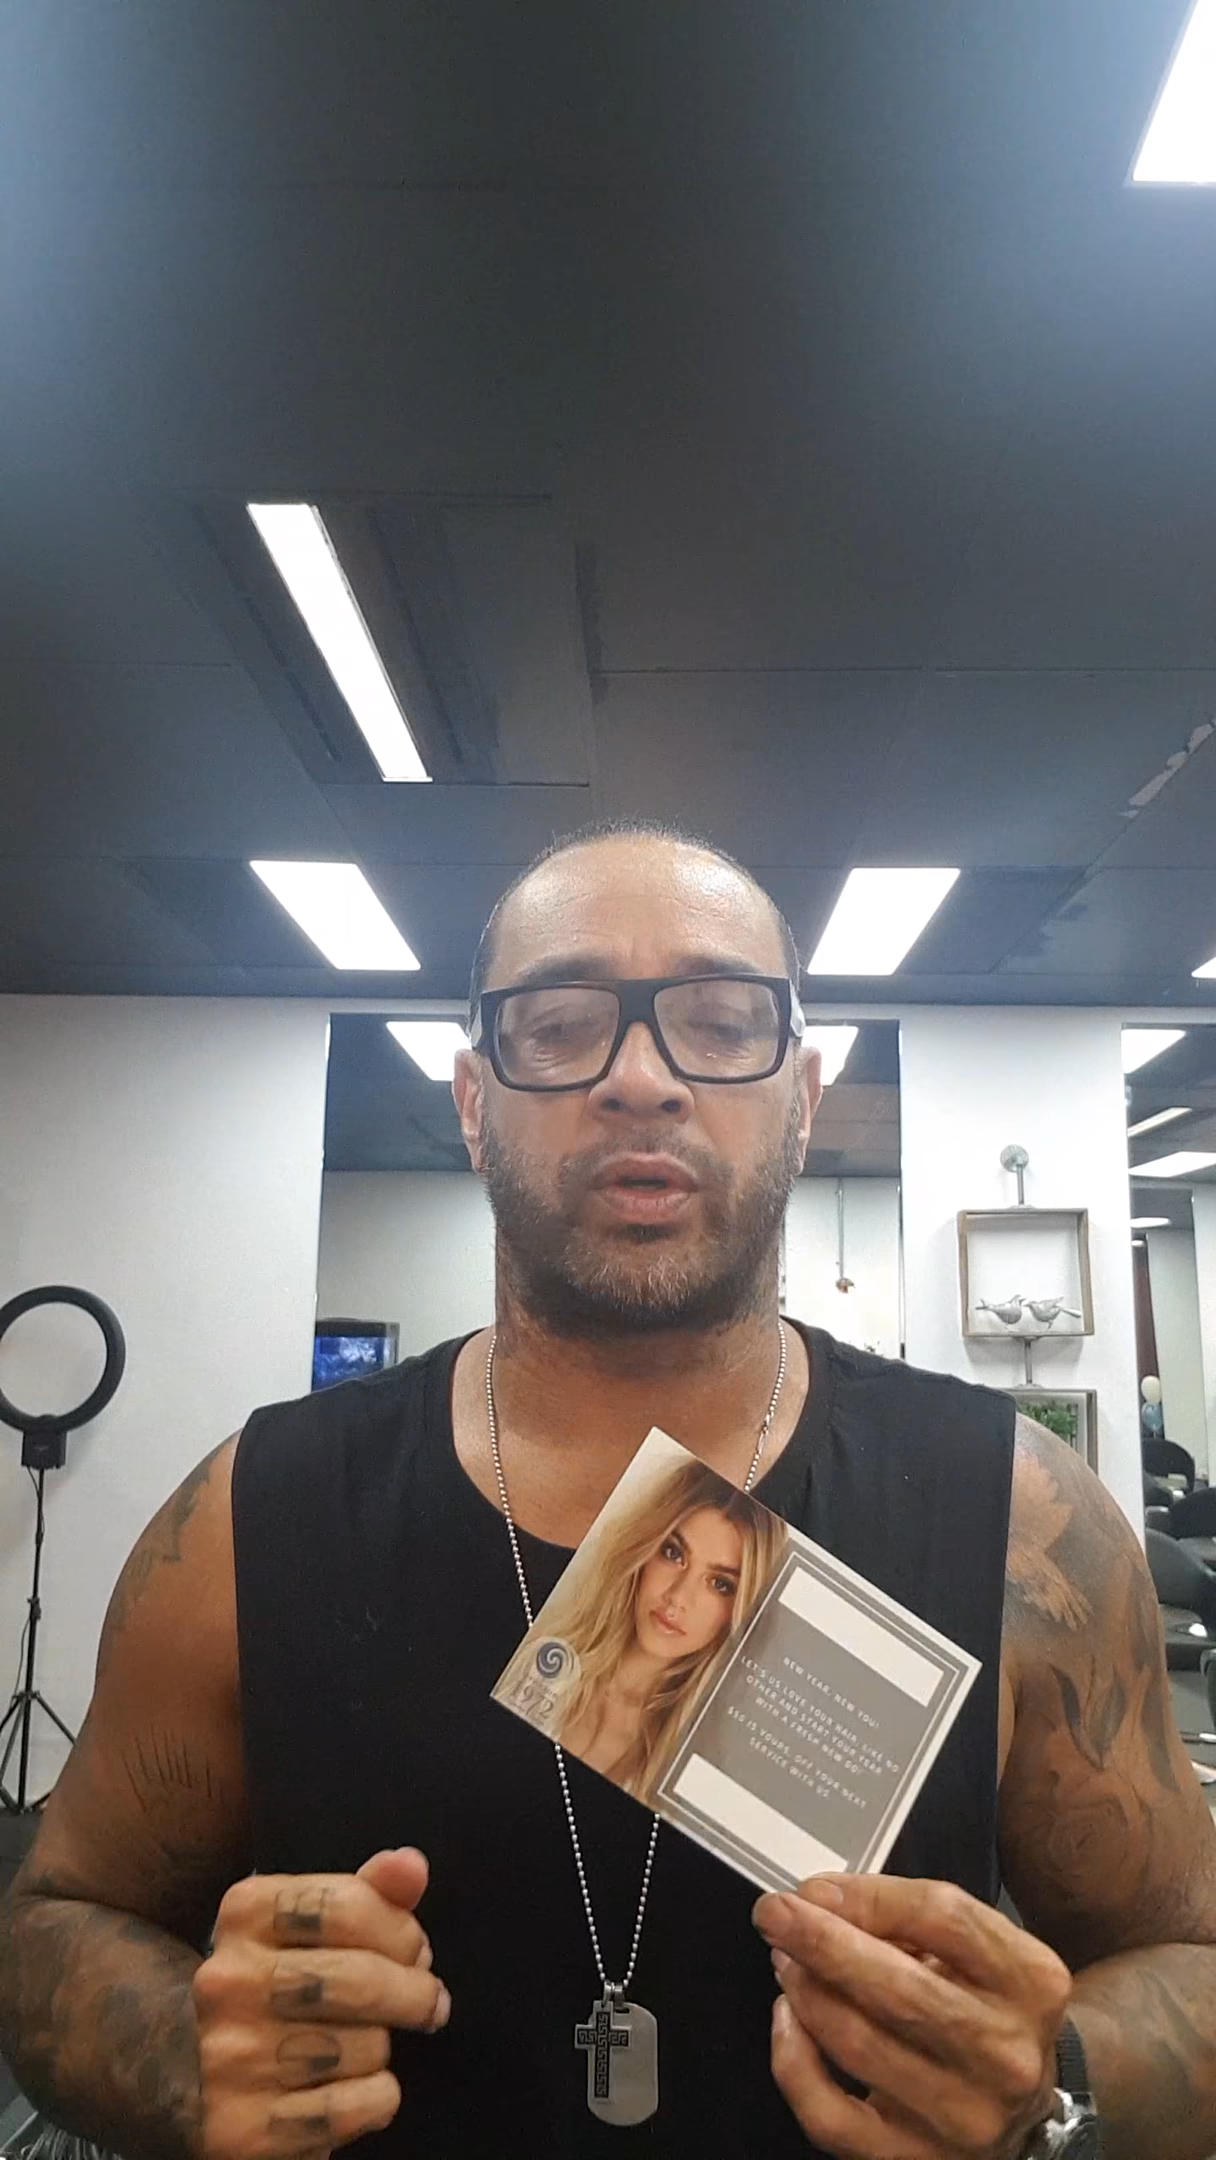 1972
NEW YEAR, NEW YOU!
LET'S US LOVE YOUR HAIR, LIKE NO
OTHER AND START YOUR YEAR
WITH A FRESH NEW DO!
$50 IS YOURS, OFF YOUR NEXT
SERVICE WITH US